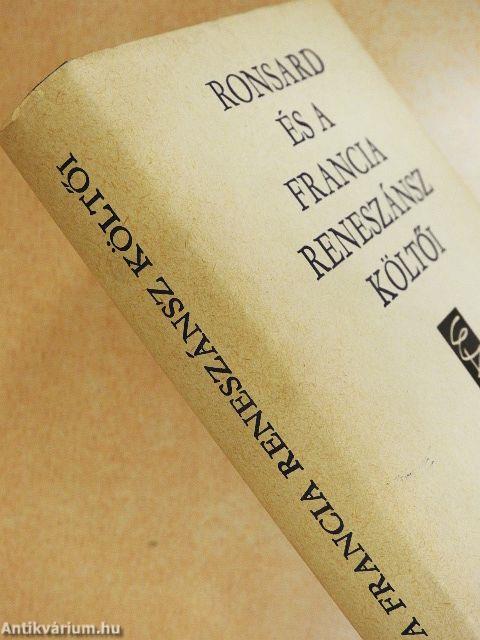 RONSARD
ÉS A
FRANCIA
RENESZÁNSZ
KÖLTŐI
A FRANCIA RENESZÁNSZ KÖLTŐI
Antikvárium.hu